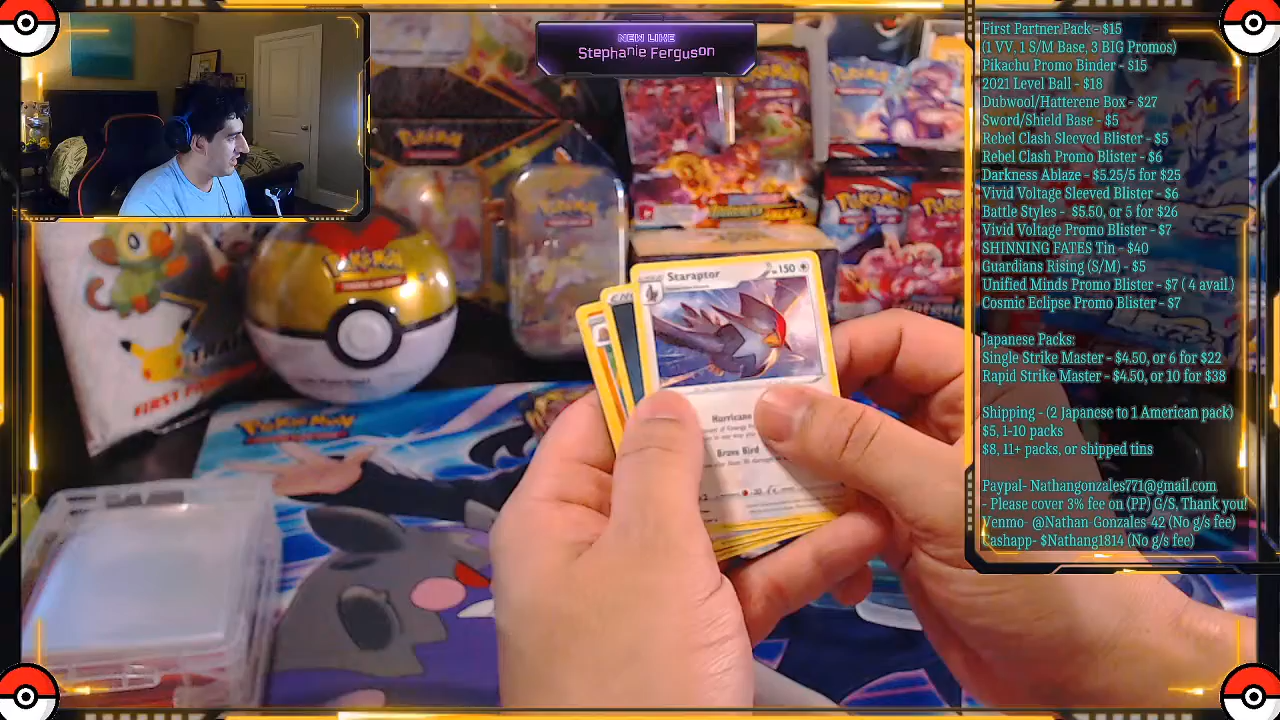 NEW LIKE
Stephanie Ferguson
First Partner Pack - $15
(1 VV, 1 S/M Base, 3 BIG Promos)
Pikachu Promo Binder - $15
2021 Level Ball - $18
Dubwool/Hatterene Box - $27
Sword/Shield Base - $5
Rebel Clash Sleeved Blister - $5
Rebel Clash Promo Blister - $6
Darkness Ablaze - $5.25/5 for $25
Vivid Voltage Sleeved Blister - $6
Battle Styles - $5.50, or 5 for $26
Vivid Voltage Promo Blister - $7
SHINNING FATES Tin - $40
Guardians Rising (S/M) - $5
Unified Minds Promo Blister - $7 ( 4 avail.)
Cosmic Eclipse Promo Blister - $7
Japanese Packs:
Single Strike Master - $4.50, or 6 for $22
Rapid Strike Master - $4.50, or 10 for $38
Shipping - (2 Japanese to 1 American pack)
$5, 1-10 packs
$8, 11+ packs, or shipped tins
Paypal- Nathangonzales771@gmail.com
- Please cover 3% fee on (PP) G/S, Thank you!
Venmo- @Nathan-Gonzales-42 (No g/s fee)
Cashapp- $Nathang1814 (No g/s fee)
Pokémon
Pokémon
Pokémon
Pokémon
Staraptor
150
Hurricane
Brave Bird
FIRST